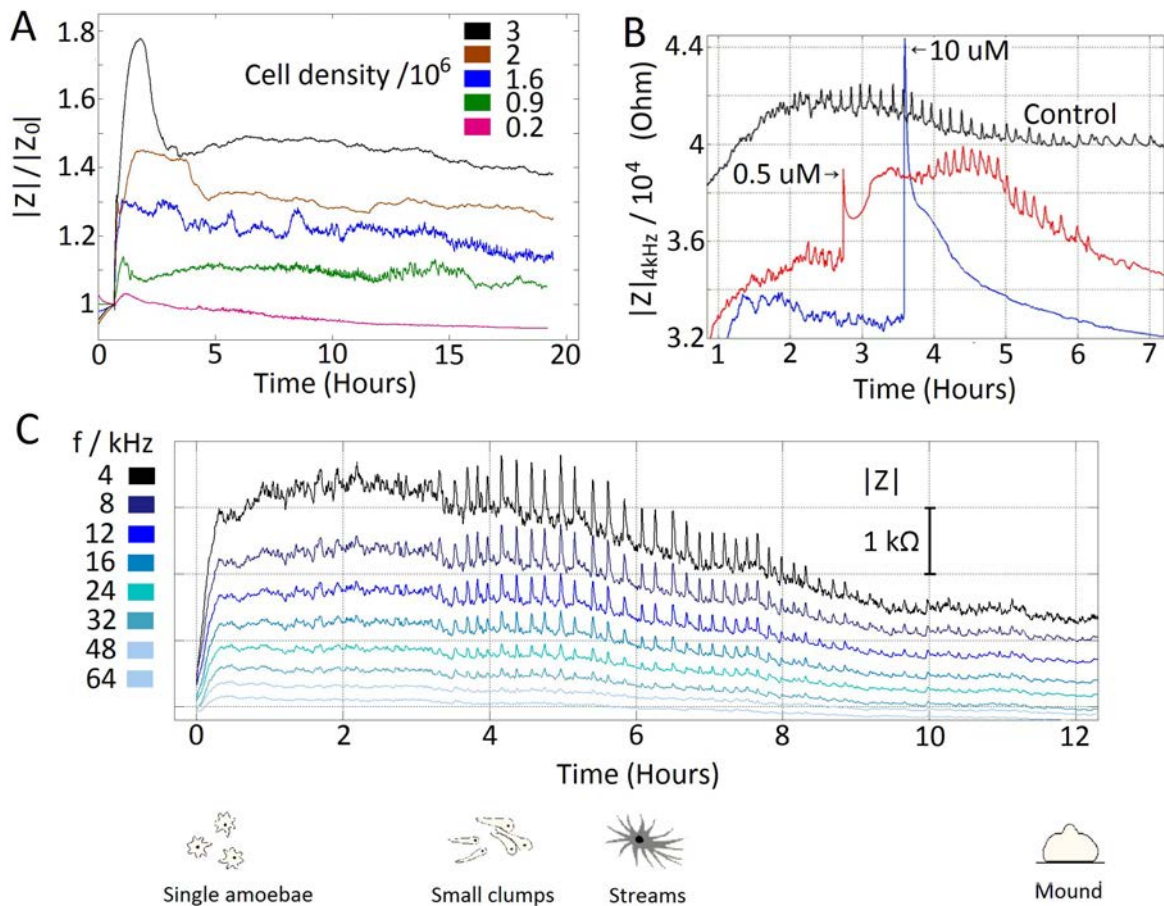 A
|Z|/|Z₀|
1.8
1.6
1.4
1.2
1
Cell density /10⁶
3
2
1.6
0.9
0.2
0 5 10 15 20
Time (Hours)
B
|Z|4kHz / 10⁴ (Ohm)
4.4
4
3.6
3.2
←10 uM
Control
0.5 uM→
1 2 3 4 5 6 7
Time (Hours)
C
f / kHz
4
8
12
16
24
32
48
64
|Z|
1 kΩ
0 2 4 6 8 10 12
Time (Hours)
Single amoebae Small clumps Streams Mound